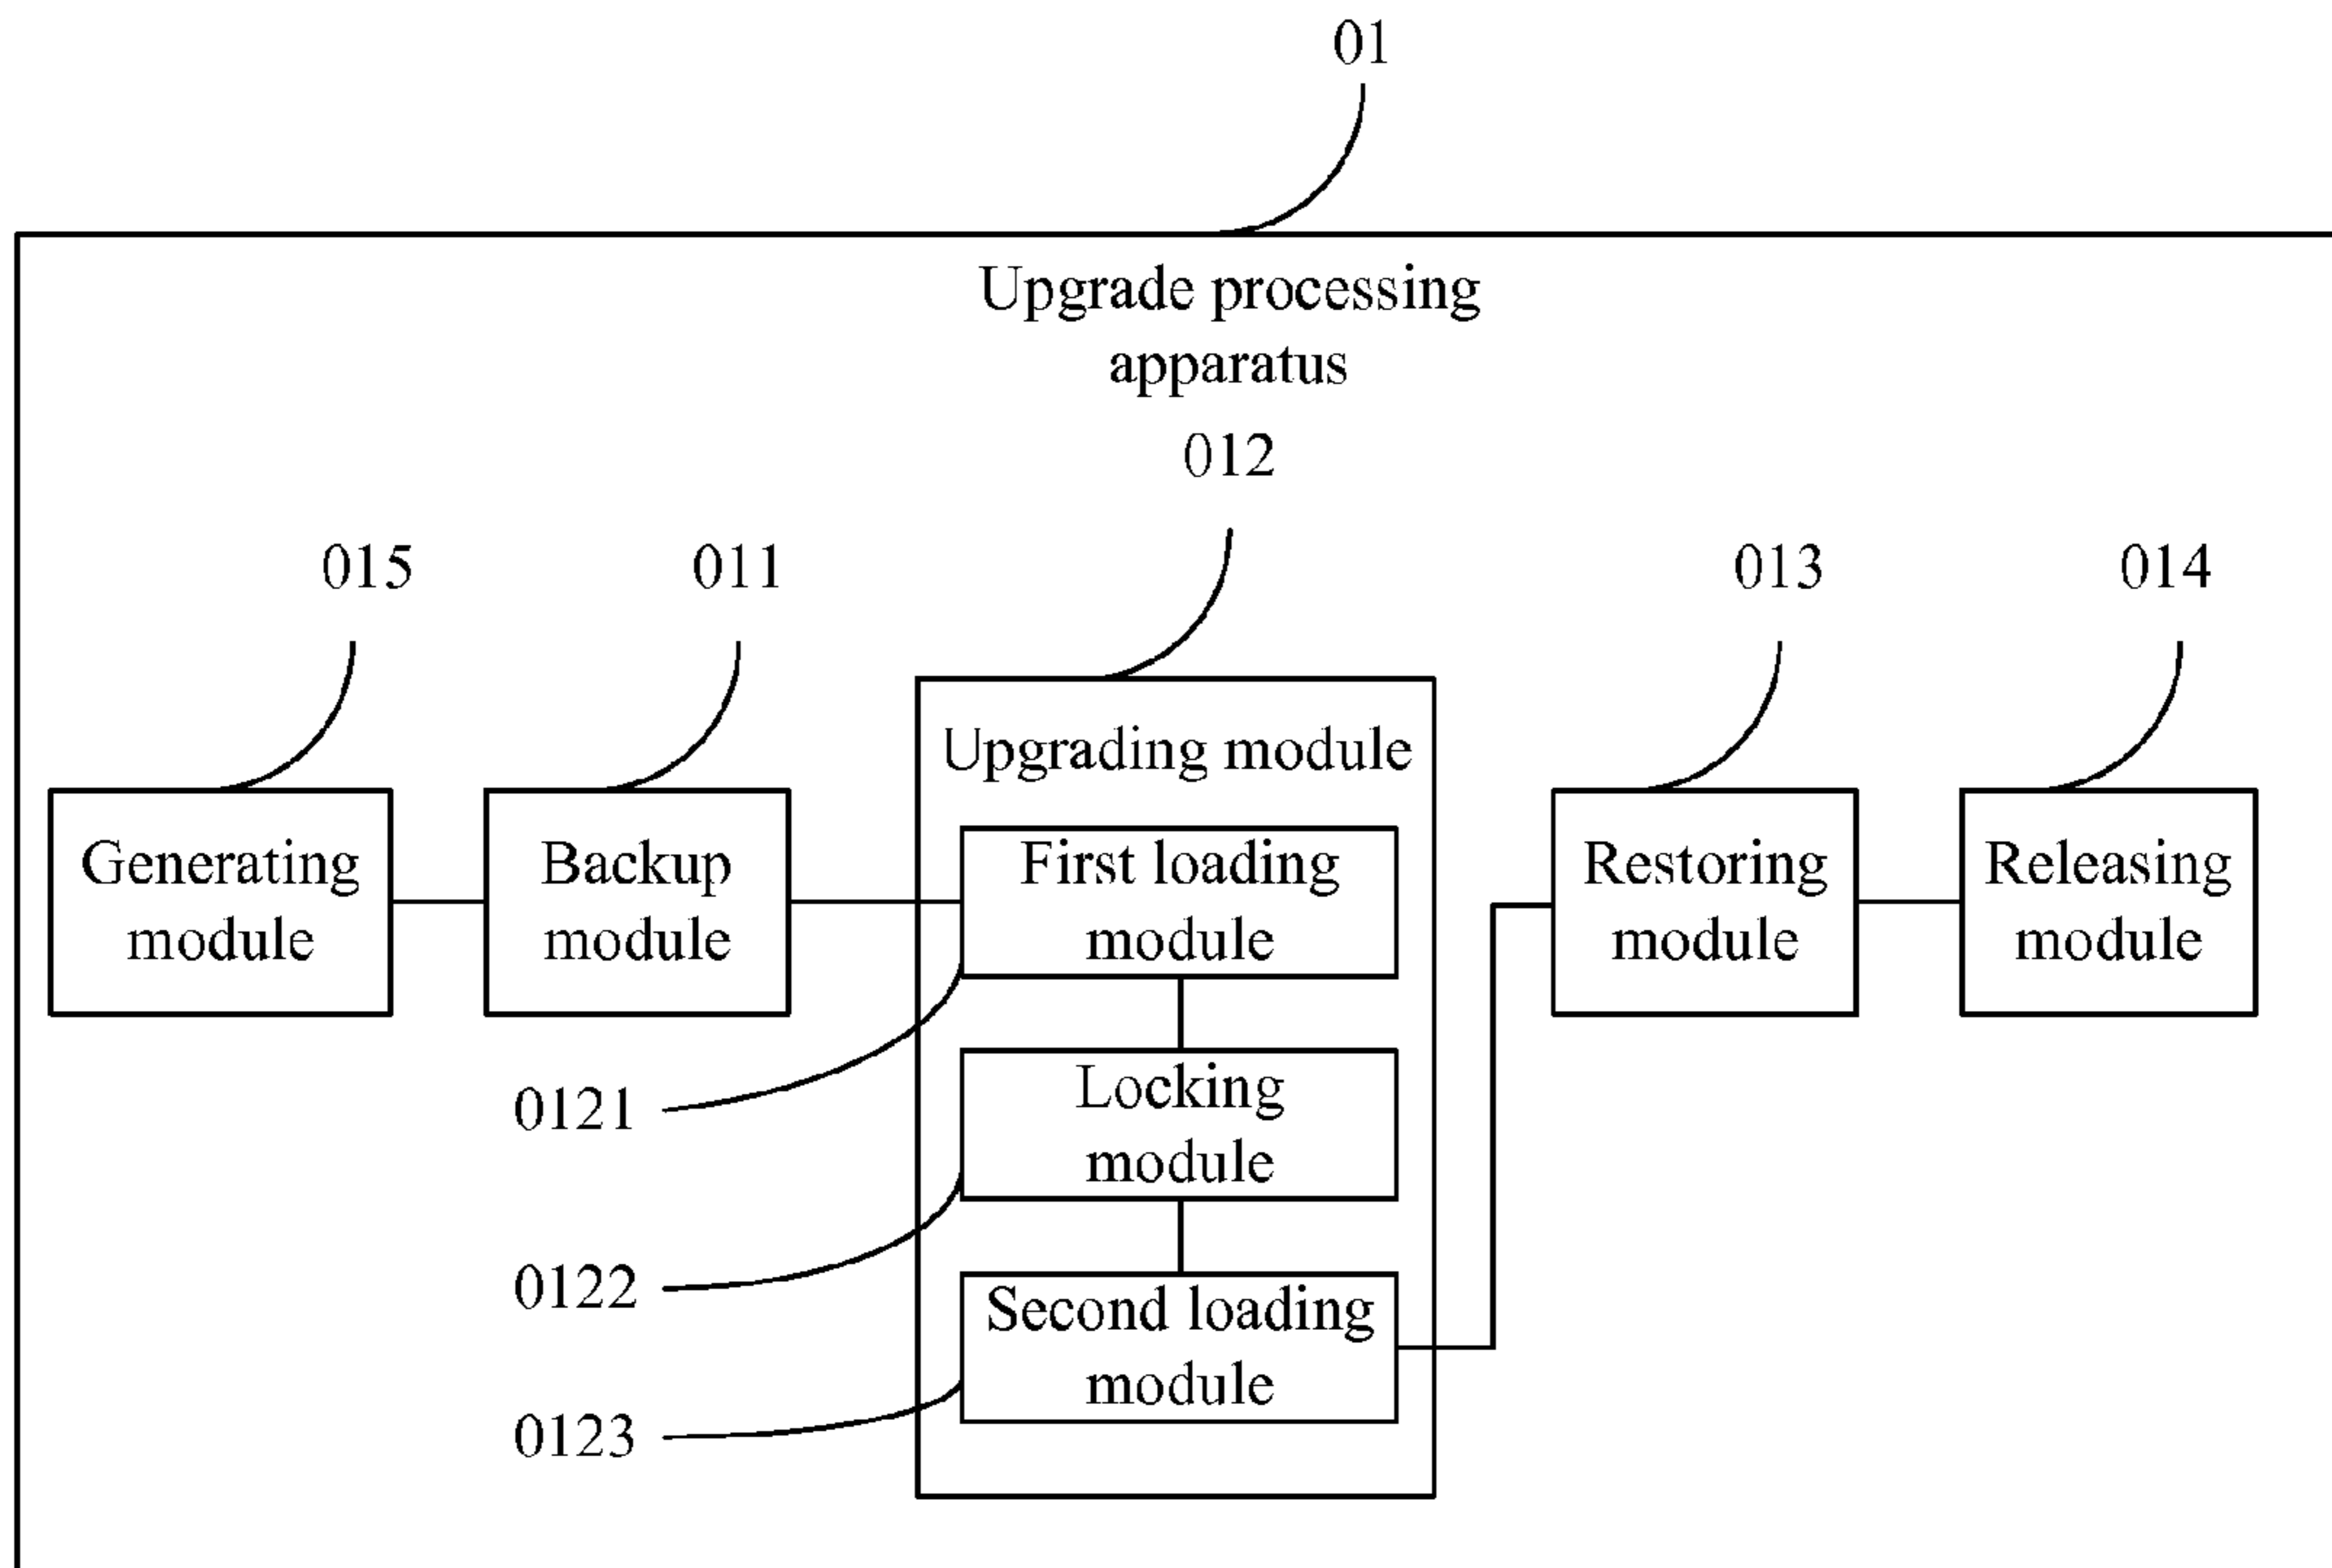 01
Upgrade processing
apparatus
012
015
011
013
014
Upgrading module
Generating
module
Backup
module
First loading
module
Restoring
module
Releasing
module
0121
Locking
module
0122
Second loading
module
0123